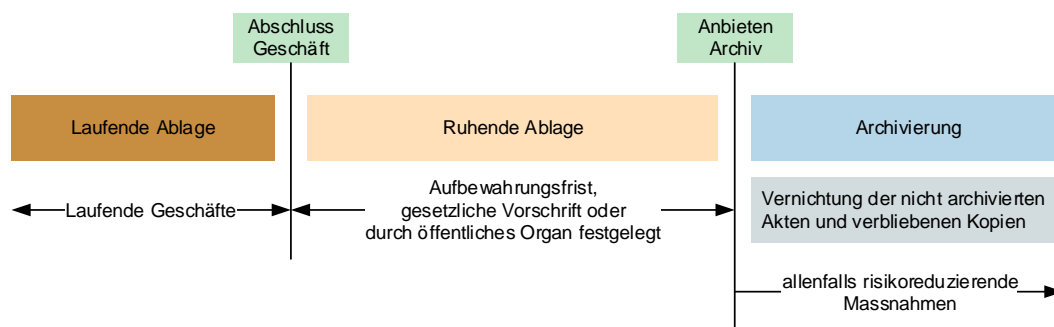 Abschluss
Geschäft
Anbieten
Archiv
Laufende Ablage
Ruhende Ablage
Archivierung
Laufende Geschäfte
Aufbewahrungsfrist,
gesetzliche Vorschrift oder
durch öffentliches Organ festgelegt
Vernichtung der nicht archivierten
Akten und verbliebenen Kopien
allenfalls risikoreduzierende
Massnahmen